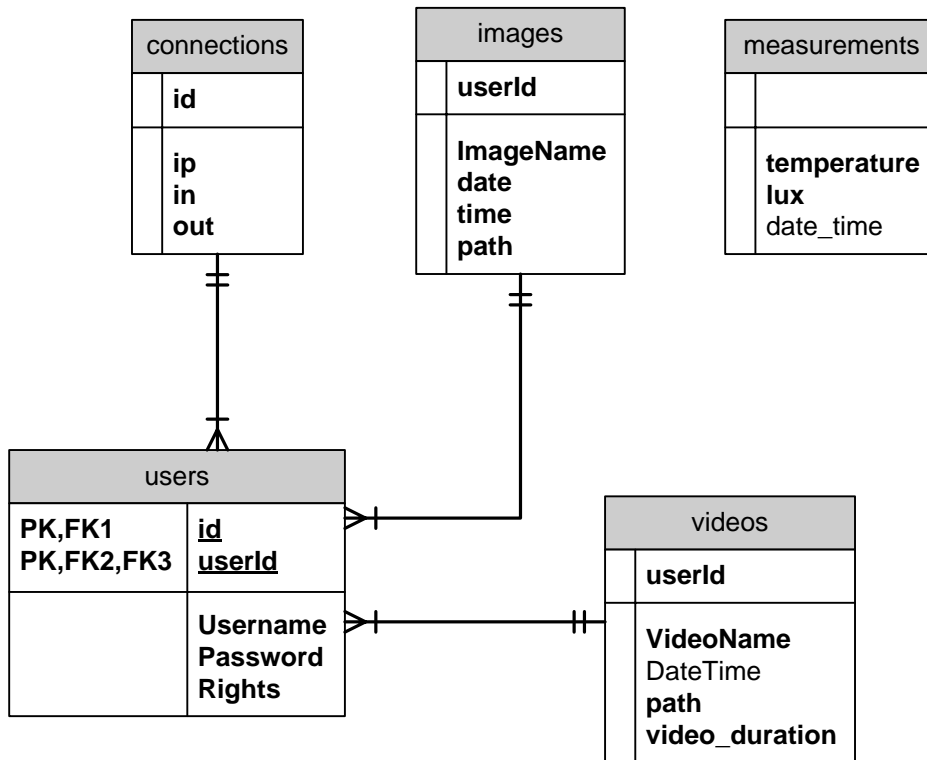 connections
id
ip
in
out
images
userId
ImageName
date
time
path
measurements
temperature
lux
date_time
users
PK,FK1 id
PK,FK2,FK3 userId
Username
Password
Rights
videos
userId
VideoName
DateTime
path
video_duration